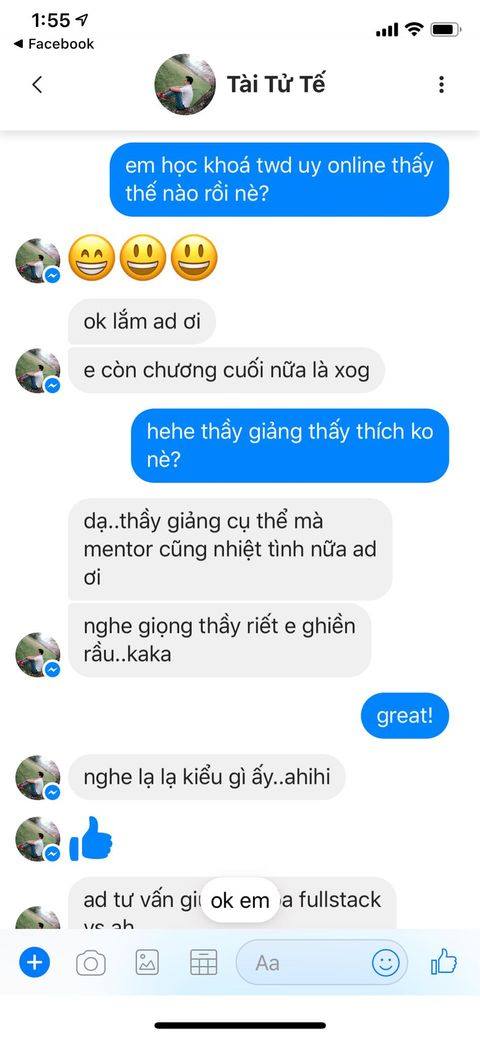 1:55
◀ Facebook
Tài Tử Tế
em học khoá twd uy online thấy
thế nào rồi nè?
ok lắm ad ơi
e còn chương cuối nữa là xog
hehe thầy giảng thấy thích ko
nè?
dạ..thầy giảng cụ thể mà
mentor cũng nhiệt tình nữa ad
ơi
nghe giọng thầy riết e ghiền
rầu..kaka
great!
nghe lạ lạ kiểu gì ấy..ahihi
ad tư vấn fullstack
ok em
Aa